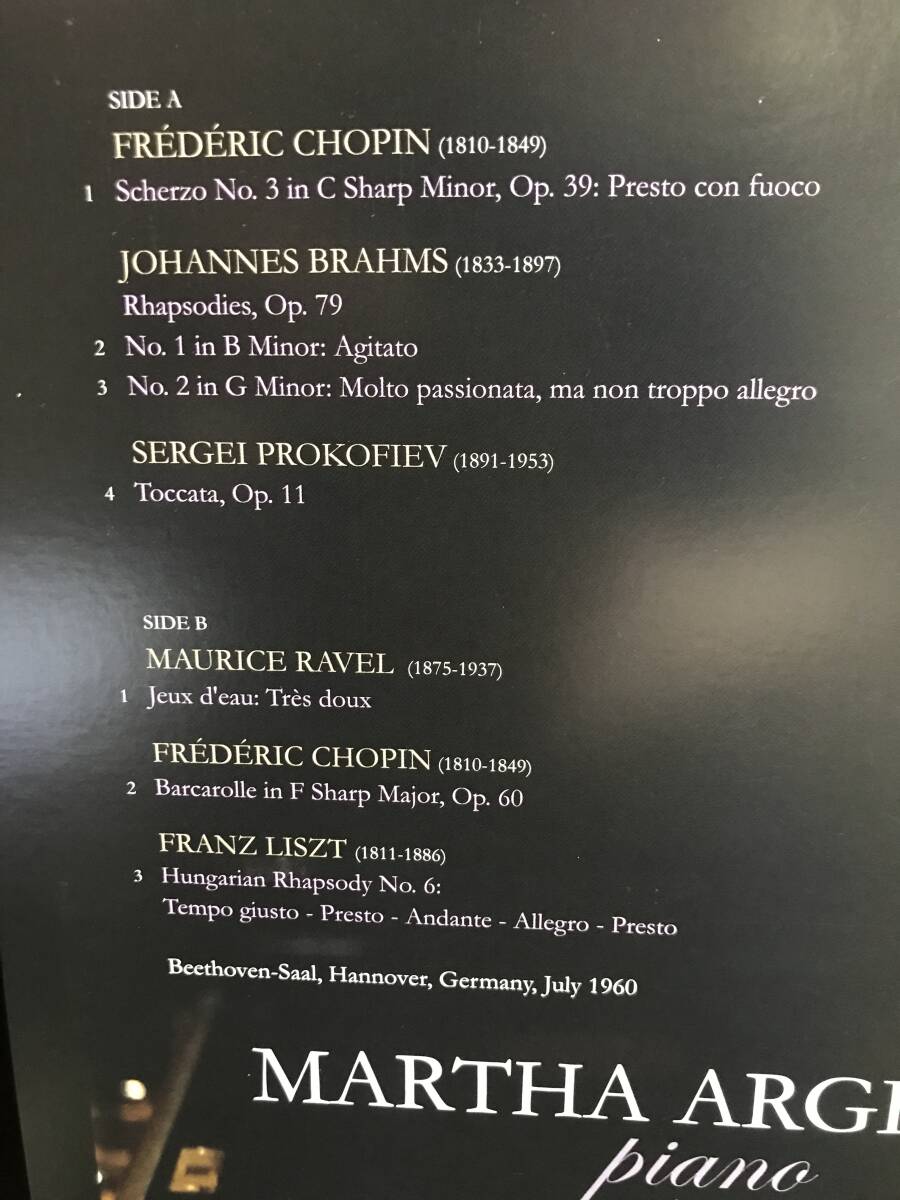 SIDE A
FRÉDÉRIC CHOPIN (1810-1849)
1 Scherzo No. 3 in C Sharp Minor, Op. 39: Presto con fuoco
JOHANNES BRAHMS (1833-1897)
Rhapsodies, Op. 79
2 No. 1 in B Minor: Agitato
3 No. 2 in G Minor: Molto passionata, ma non troppo allegro
SERGEI PROKOFIEV (1891-1953)
4 Toccata, Op. 11
SIDE B
MAURICE RAVEL (1875-1937)
1 Jeux d'eau: Très doux
FRÉDÉRIC CHOPIN (1810-1849)
2 Barcarolle in F Sharp Major, Op. 60
FRANZ LISZT (1811-1886)
3 Hungarian Rhapsody No. 6:
Tempo giusto - Presto - Andante - Allegro - Presto
Beethoven-Saal, Hannover, Germany, July 1960
MARTHA ARG
piano